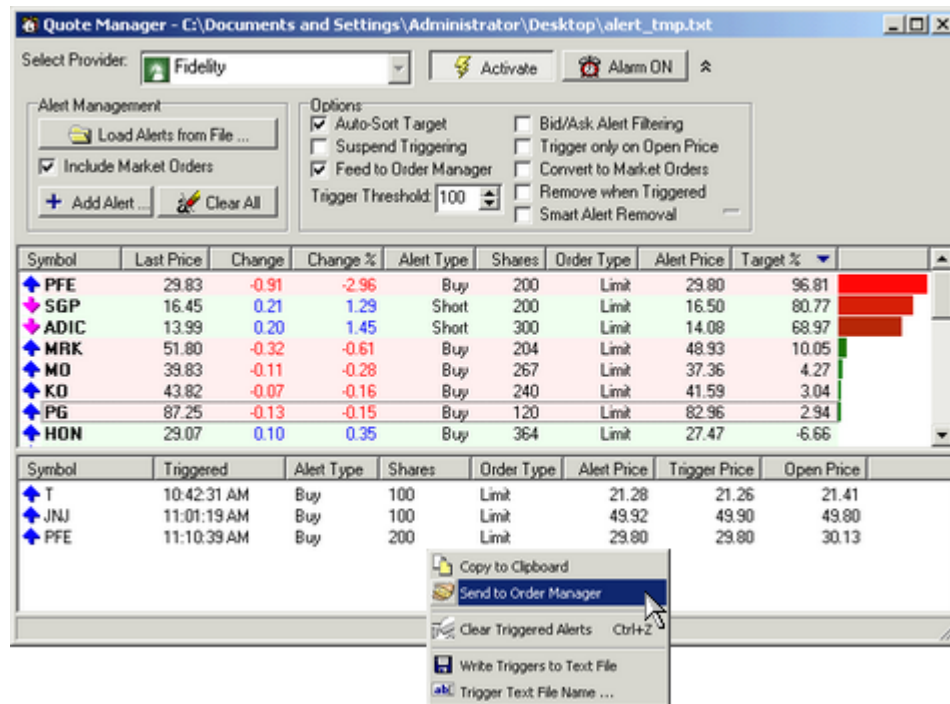 Quote Manager - C:\Documents and Settings\Administrator\Desktop\alert_tmp.txt
Select Provider: Fidelity Activate Alarm ON
Alert Management
Load Alerts from File ...
Include Market Orders
Add Alert ... Clear All
Options
Auto-Sort Target Bid/Ask Alert Filtering
Suspend Triggering Trigger only on Open Price
Feed to Order Manager Convert to Market Orders
Trigger Threshold: 100 Remove when Triggered
Smart Alert Removal
Symbol Last Price Change Change % Alert Type Shares Order Type Alert Price Target %
PFE 29.83 -0.91 -2.96 Buy 200 Limit 29.80 96.81
SGP 16.45 0.21 1.29 Short 200 Limit 16.50 80.77
ADIC 13.99 0.20 1.45 Short 300 Limit 14.08 68.97
MRK 51.80 -0.32 -0.61 Buy 204 Limit 48.93 10.05
MO 39.83 -0.11 -0.28 Buy 267 Limit 37.36 4.27
KO 43.82 -0.07 -0.16 Buy 240 Limit 41.59 3.04
PG 87.25 -0.13 -0.15 Buy 120 Limit 82.96 2.94
HON 29.07 0.10 0.35 Buy 364 Limit 27.47 -6.66
Symbol Triggered Alert Type Shares Order Type Alert Price Trigger Price Open Price
T 10:42:31 AM Buy 100 Limit 21.28 21.26 21.41
JNJ 11:01:19 AM Buy 100 Limit 49.92 49.90 49.80
PFE 11:10:39 AM Buy 200 Limit 29.80 29.80 30.13
Copy to Clipboard
Send to Order Manager
Clear Triggered Alerts Ctrl+Z
Write Triggers to Text File
Trigger Text File Name ...